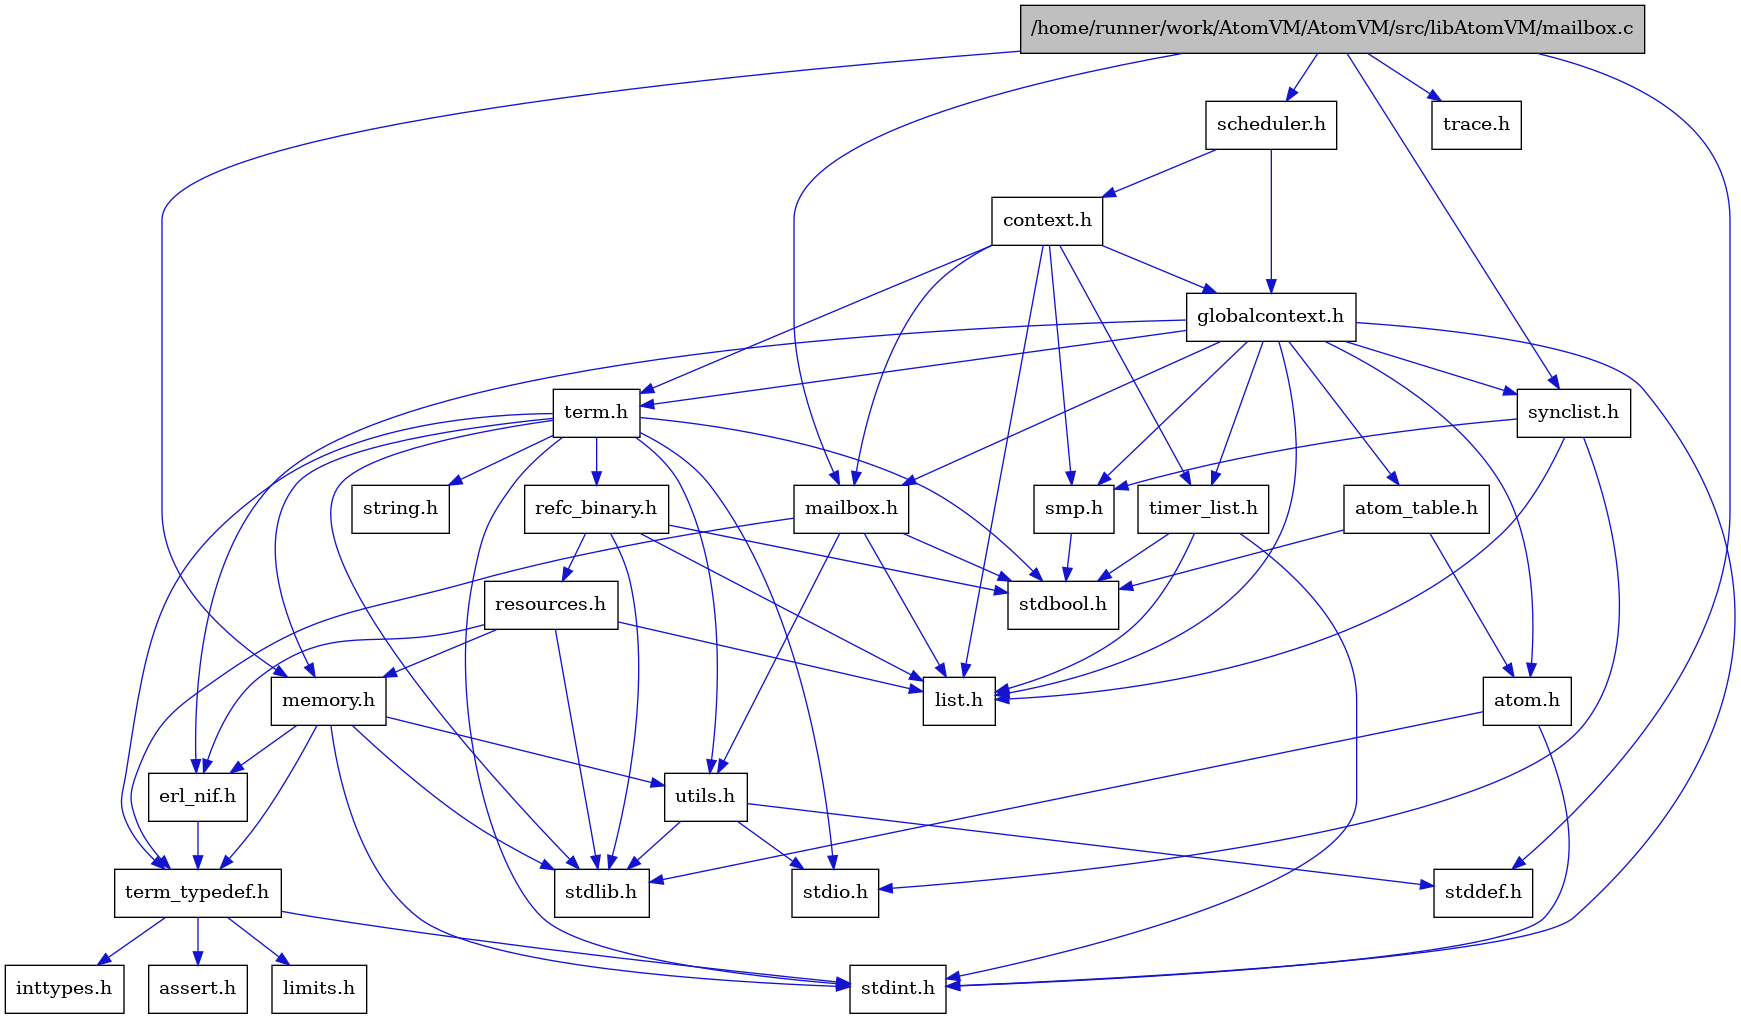 /home/runner/work/AtomVM/AtomVM/src/libAtomVM/mailbox.c
scheduler.h
trace.h
context.h
globalcontext.h
term.h
synclist.h
string.h
refc_binary.h
mailbox.h
smp.h
timer_list.h
atom_table.h
resources.h
stdbool.h
memory.h
list.h
atom.h
erl_nif.h
utils.h
term_typedef.h
stdlib.h
stdio.h
stddef.h
inttypes.h
assert.h
limits.h
stdint.h